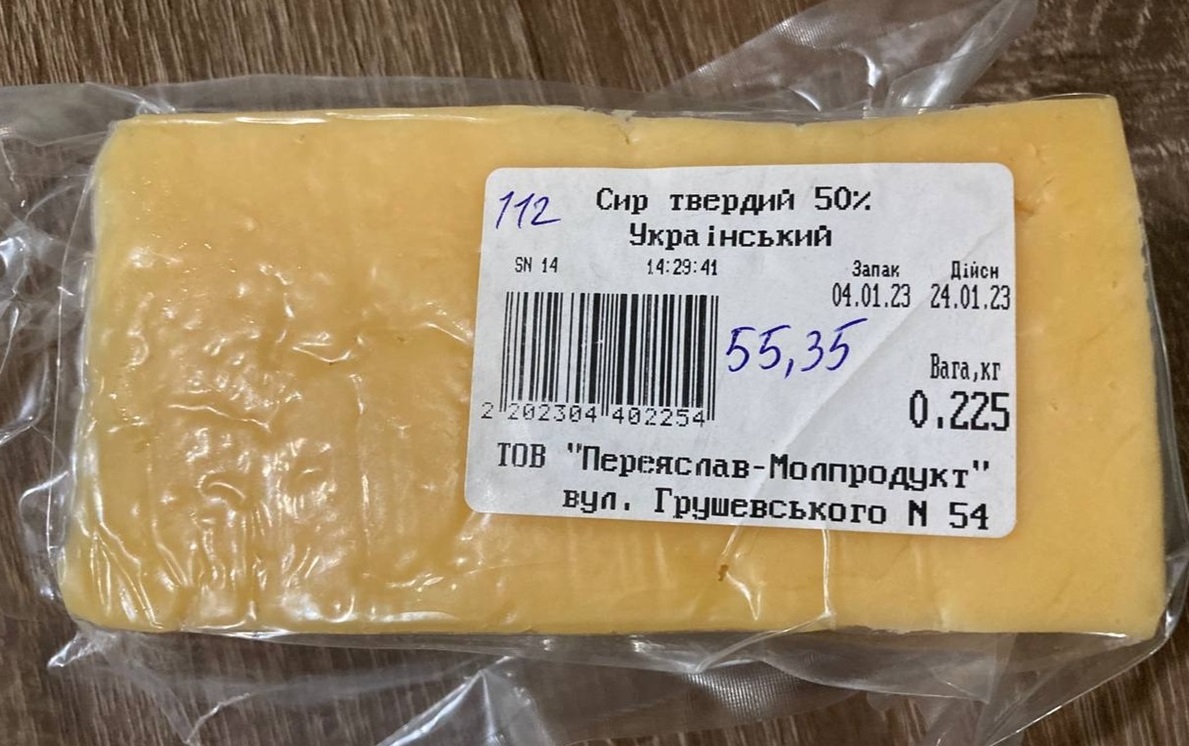 112
Сир твердий 50%
Український
SN 14 14:29:41 Запак Дійсн
04.01.23 24.01.23
55,35
Вага,кг
0.225
2 202304 402254
ТОВ "Переяслав-Молпродукт"
вул. Грушевського N 54